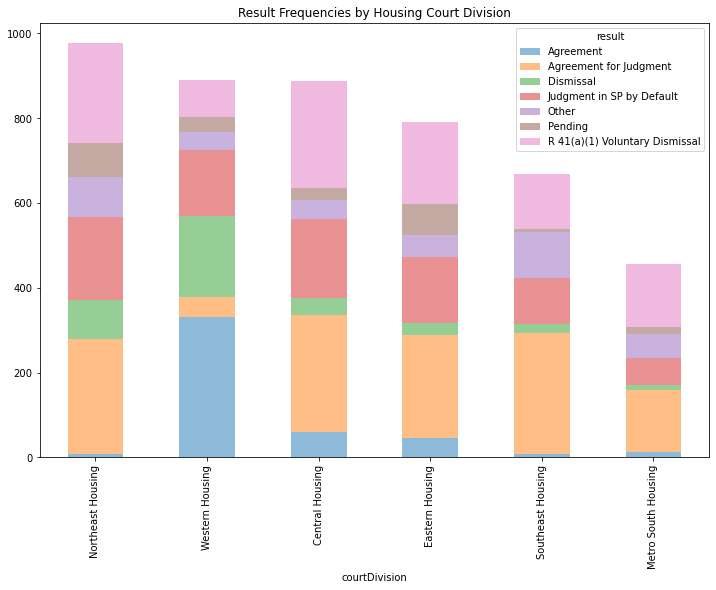 Result Frequencies by Housing Court Division
result
Agreement
Agreement for Judgment
Dismissal
Judgment in SP by Default
Other
Pending
R 41(a)(1) Voluntary Dismissal
1000
800
600
400
200
0
Northeast Housing
Western Housing
Central Housing
Eastern Housing
Southeast Housing
Metro South Housing
courtDivision